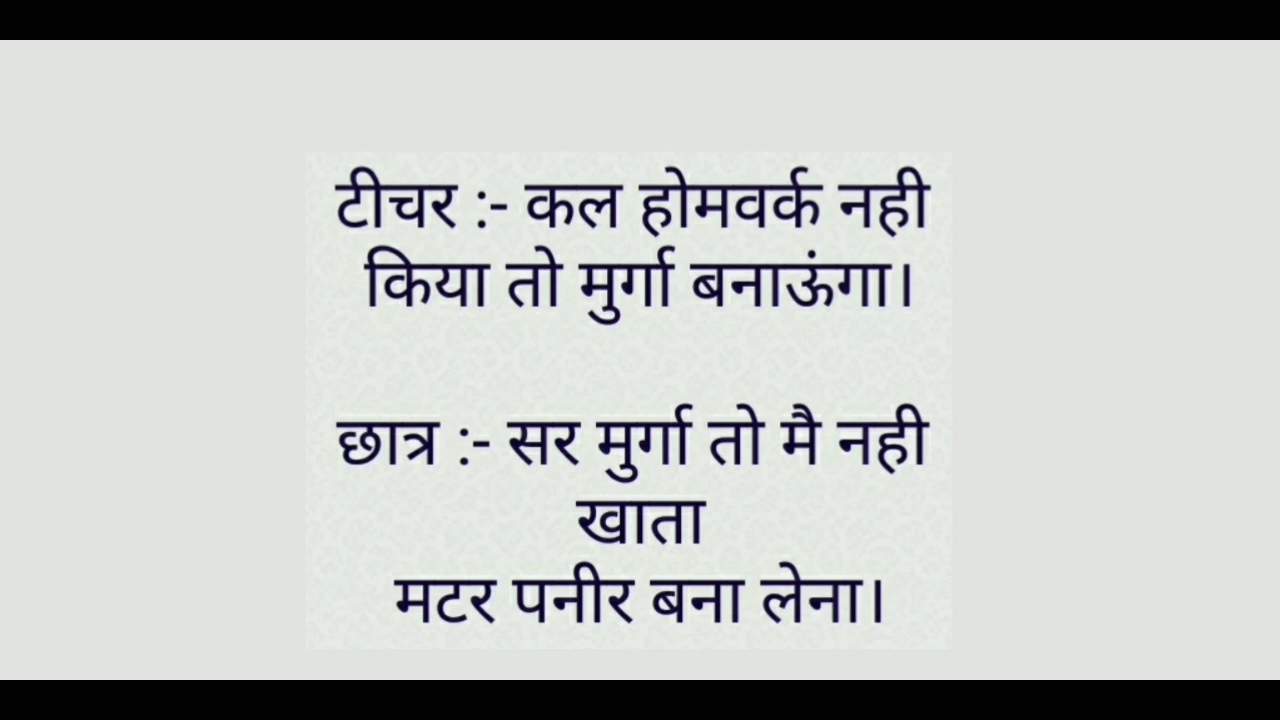 टीचर :- कल होमवर्क नही
किया तो मुर्गा बनाऊंगा।
छात्र :- सर मुर्गा तो मै नही
खाता
मटर पनीर बना लेना।